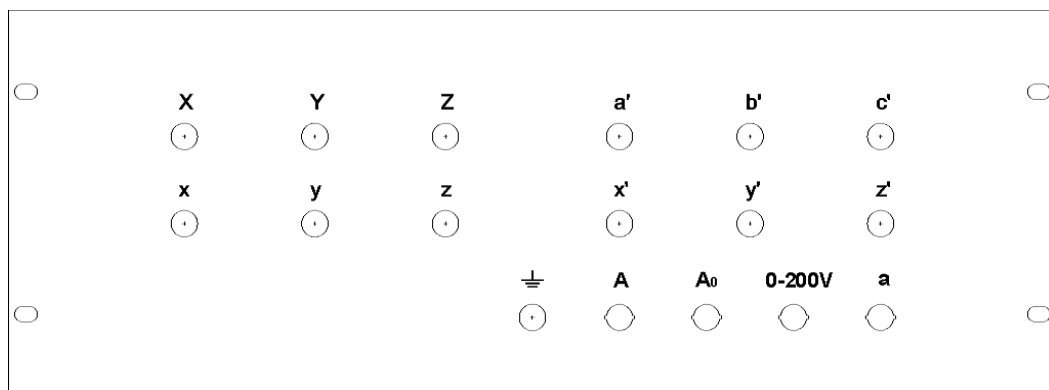 X Y Z a' b' c'
x y z x' y' z'
A A₀ 0-200V a